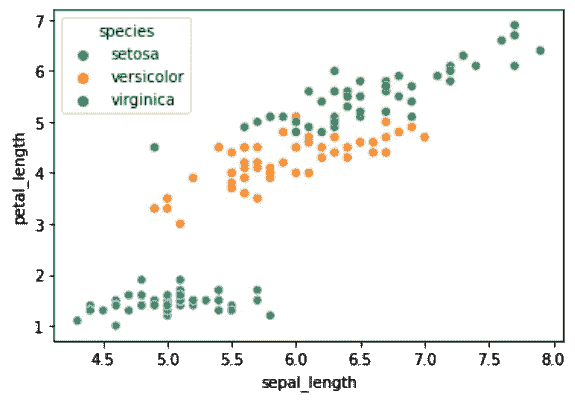 species
setosa
versicolor
virginica
petal_length
7
6
5
4
3
2
1
4.5 5.0 5.5 6.0 6.5 7.0 7.5 8.0
sepal_length